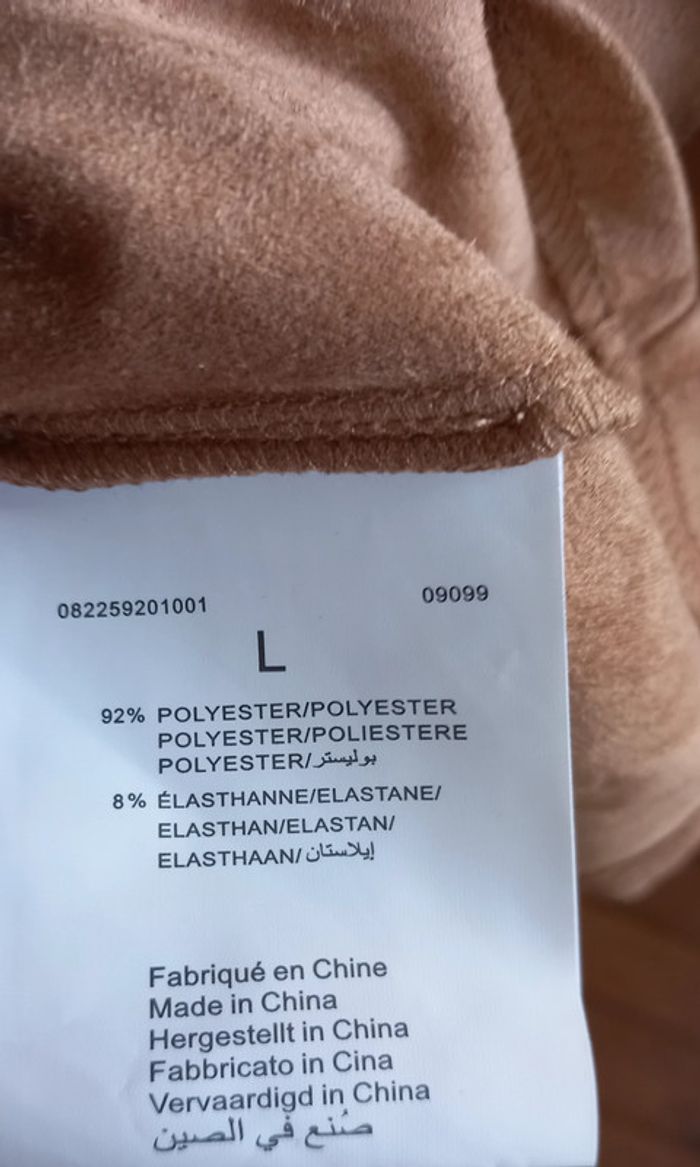 082259201001 09099
L
92% POLYESTER/POLYESTER
POLYESTER/POLIESTERE
POLYESTER/بوليستر
8% ÉLASTHANNE/ELASTANE/
ELASTHAN/ELASTAN/
ELASTHAAN/إيلاستان
Fabriqué en Chine
Made in China
Hergestellt in China
Fabbricato in Cina
Vervaardigd in China
صُنع في الصين